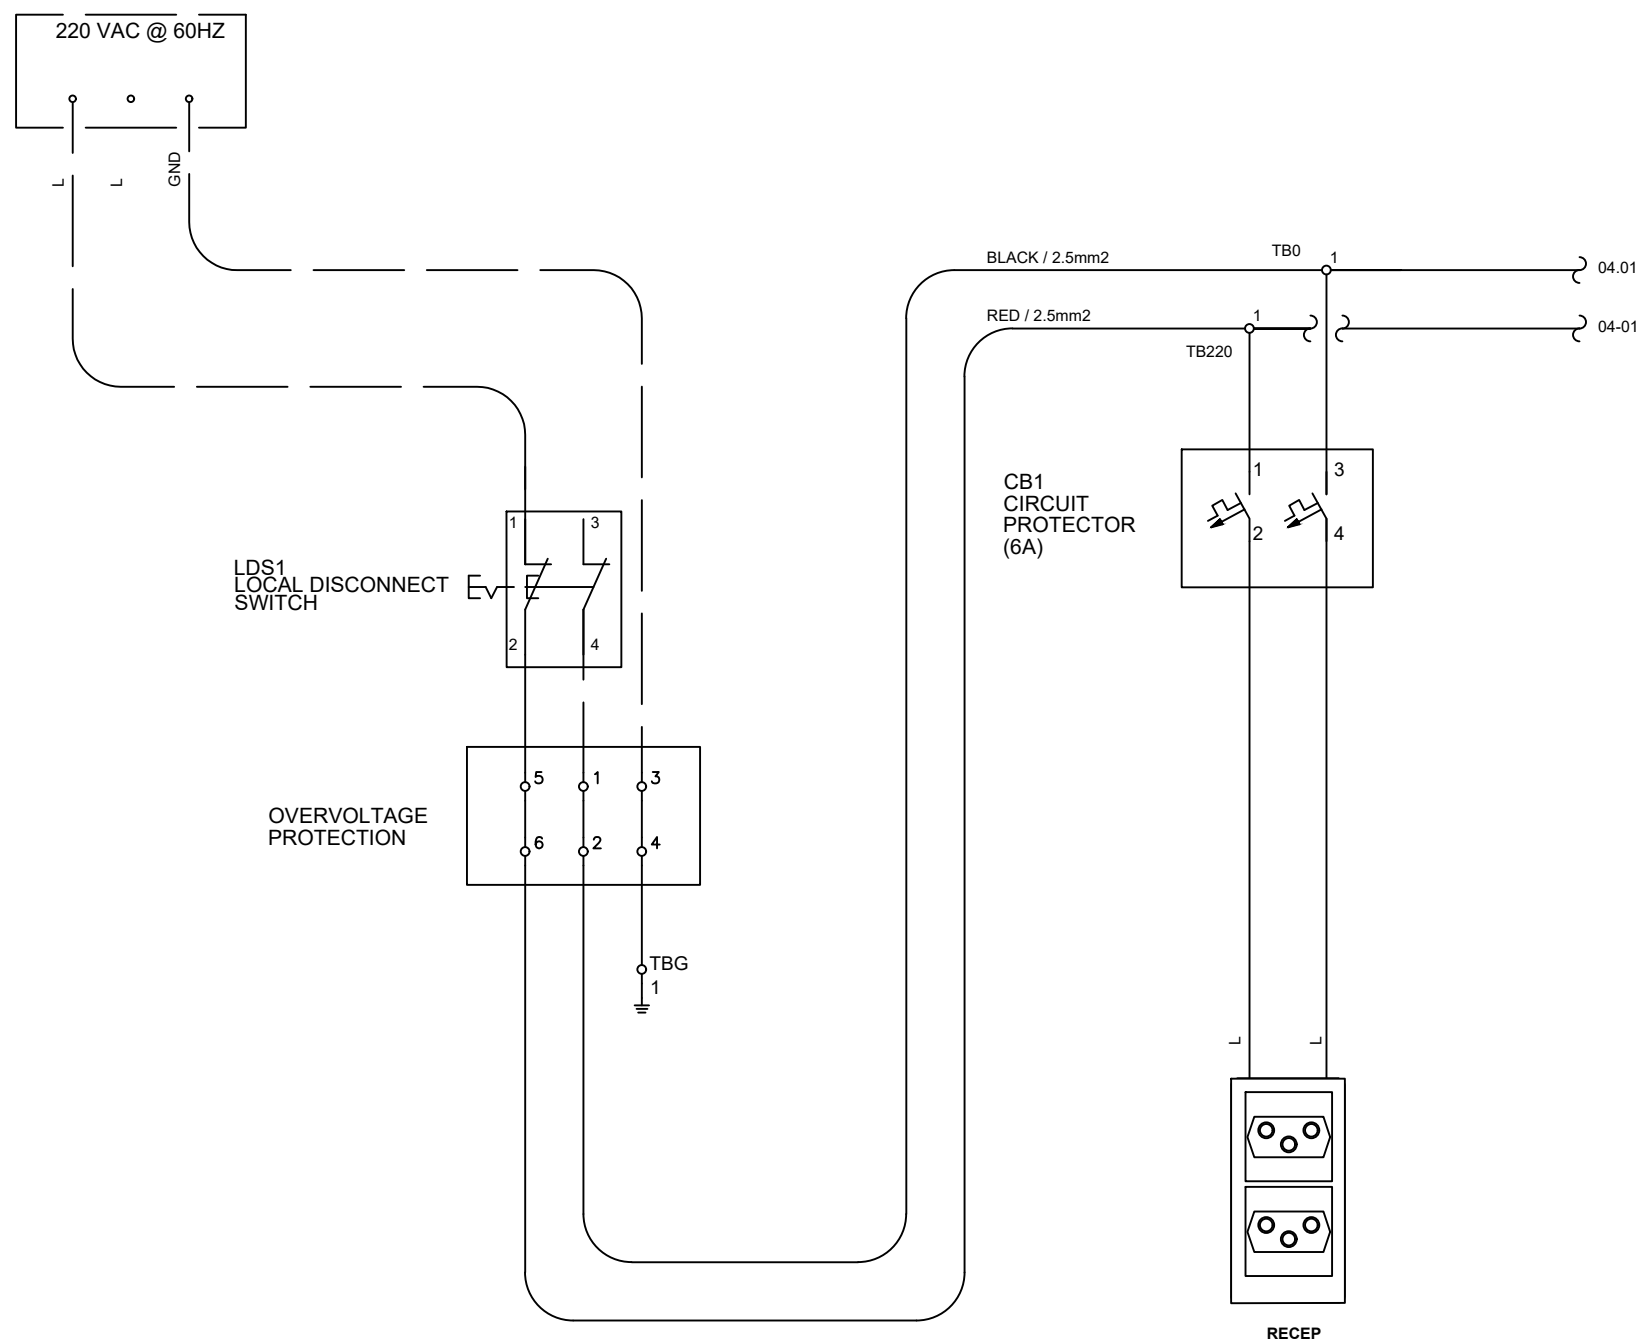 220 VAC @ 60HZ
L
L
GND
BLACK / 2.5mm2
TB0
1
04.01
RED / 2.5mm2
1
04-01
TB220
CB1
CIRCUIT
PROTECTOR
(6A)
1
3
2
4
LDS1
LOCAL DISCONNECT
SWITCH
1
3
2
4
OVERVOLTAGE
PROTECTION
5
1
3
6
2
4
TBG
1
L
L
RECEP